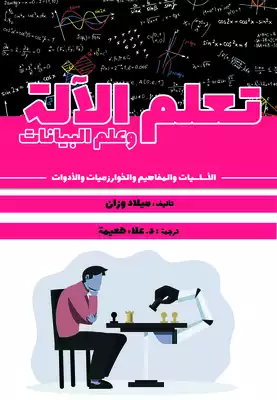 تعلم الآلة
وعلم البيانات
الأساسيات والمفاهيم والخوارزميات والأدوات
تأليف: ميلاد وزان
ترجمة: د. علاء طعيمة